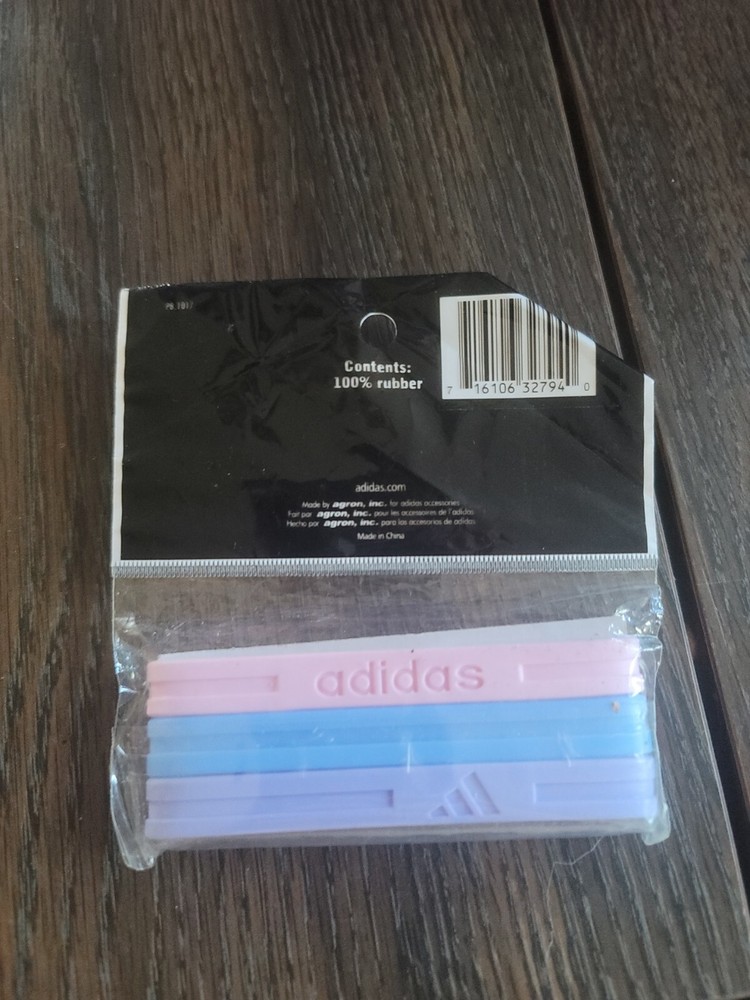 PB 1017
Contents:
100% rubber
7 16106 32794 0
adidas.com
Made by agron, inc. for adidas accessories
Fait par agron, inc. pour les accessoires de l'adidas
Hecho por agron, inc. para los accesorios de adidas
Made in China
adidas